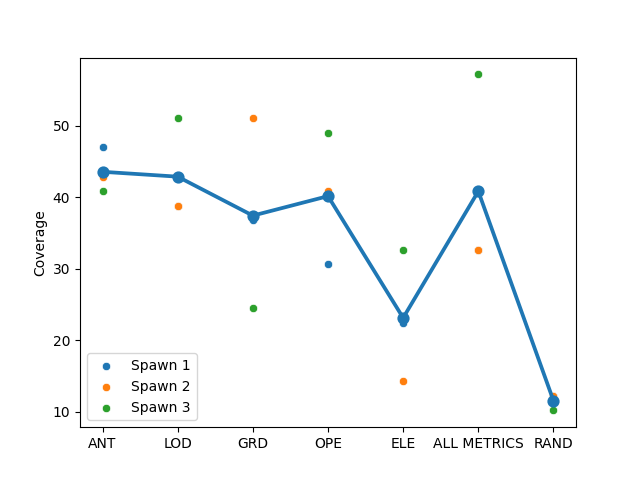 Coverage
50
40
30
20
10
Spawn 1
Spawn 2
Spawn 3
ANT LOD GRD OPE ELE ALL METRICS RAND